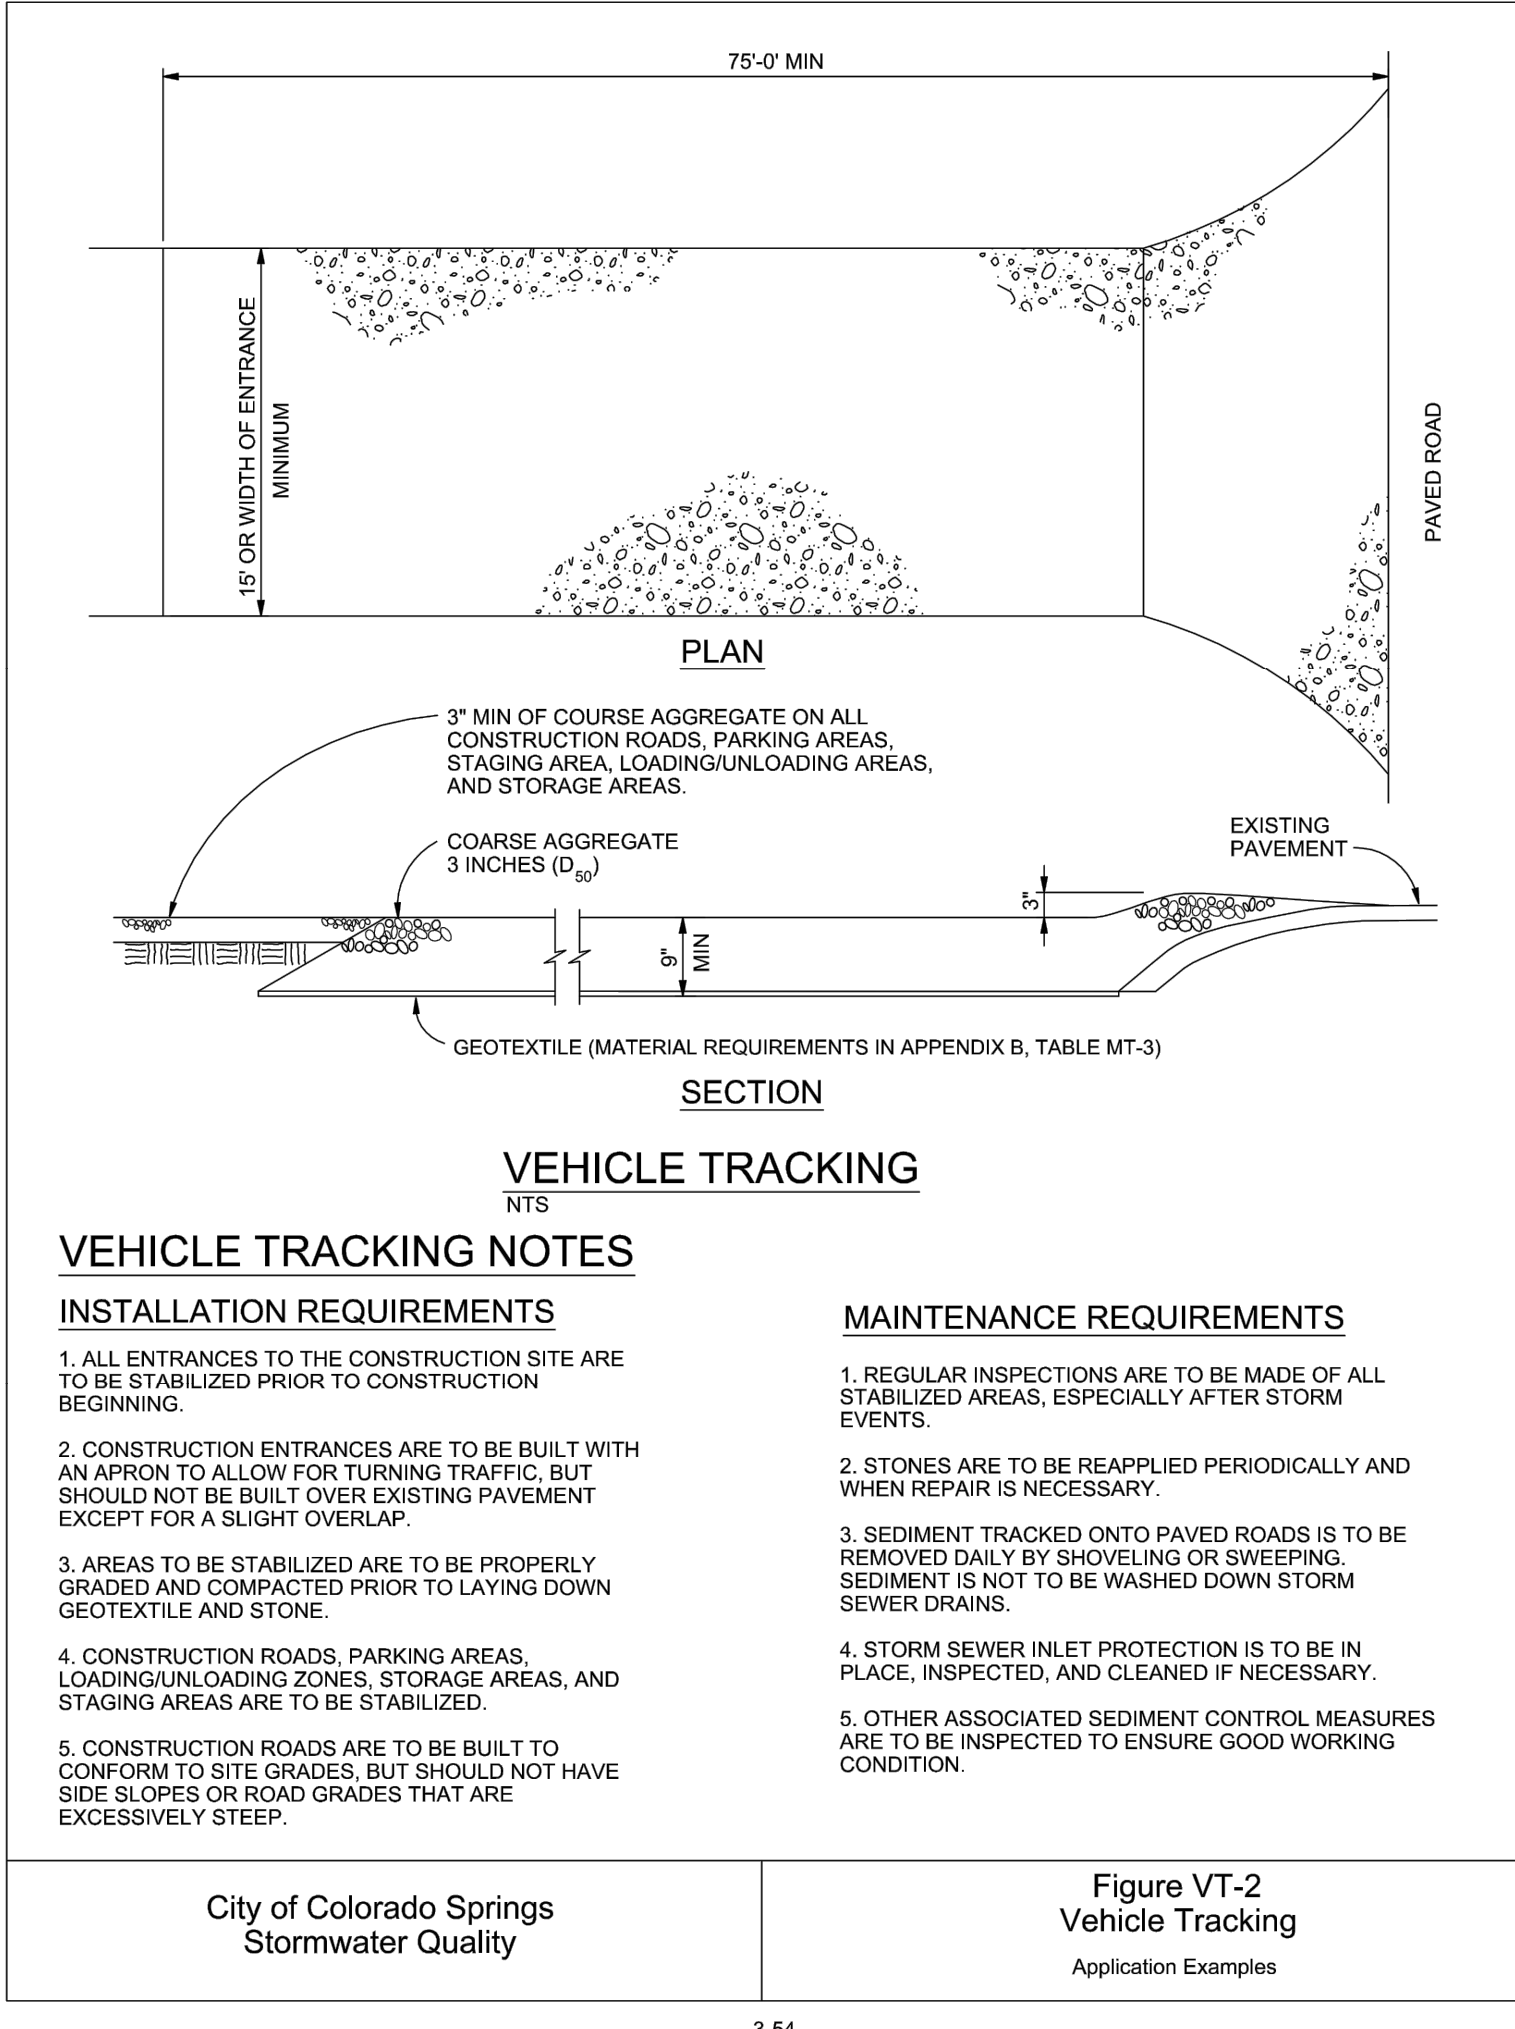 75'-0' MIN
15' OR WIDTH OF ENTRANCE
MINIMUM
PAVED ROAD
PLAN
3" MIN OF COURSE AGGREGATE ON ALL
CONSTRUCTION ROADS, PARKING AREAS,
STAGING AREA, LOADING/UNLOADING AREAS,
AND STORAGE AREAS.
COARSE AGGREGATE
3 INCHES (D50)
EXISTING
PAVEMENT
3"
9"
MIN
GEOTEXTILE (MATERIAL REQUIREMENTS IN APPENDIX B, TABLE MT-3)
SECTION
VEHICLE TRACKING
NTS
VEHICLE TRACKING NOTES
INSTALLATION REQUIREMENTS
1. ALL ENTRANCES TO THE CONSTRUCTION SITE ARE
TO BE STABILIZED PRIOR TO CONSTRUCTION
BEGINNING.
2. CONSTRUCTION ENTRANCES ARE TO BE BUILT WITH
AN APRON TO ALLOW FOR TURNING TRAFFIC, BUT
SHOULD NOT BE BUILT OVER EXISTING PAVEMENT
EXCEPT FOR A SLIGHT OVERLAP.
3. AREAS TO BE STABILIZED ARE TO BE PROPERLY
GRADED AND COMPACTED PRIOR TO LAYING DOWN
GEOTEXTILE AND STONE.
4. CONSTRUCTION ROADS, PARKING AREAS,
LOADING/UNLOADING ZONES, STORAGE AREAS, AND
STAGING AREAS ARE TO BE STABILIZED.
5. CONSTRUCTION ROADS ARE TO BE BUILT TO
CONFORM TO SITE GRADES, BUT SHOULD NOT HAVE
SIDE SLOPES OR ROAD GRADES THAT ARE
EXCESSIVELY STEEP.
MAINTENANCE REQUIREMENTS
1. REGULAR INSPECTIONS ARE TO BE MADE OF ALL
STABILIZED AREAS, ESPECIALLY AFTER STORM
EVENTS.
2. STONES ARE TO BE REAPPLIED PERIODICALLY AND
WHEN REPAIR IS NECESSARY.
3. SEDIMENT TRACKED ONTO PAVED ROADS IS TO BE
REMOVED DAILY BY SHOVELING OR SWEEPING.
SEDIMENT IS NOT TO BE WASHED DOWN STORM
SEWER DRAINS.
4. STORM SEWER INLET PROTECTION IS TO BE IN
PLACE, INSPECTED, AND CLEANED IF NECESSARY.
5. OTHER ASSOCIATED SEDIMENT CONTROL MEASURES
ARE TO BE INSPECTED TO ENSURE GOOD WORKING
CONDITION.
City of Colorado Springs
Stormwater Quality
Figure VT-2
Vehicle Tracking
Application Examples
3-54